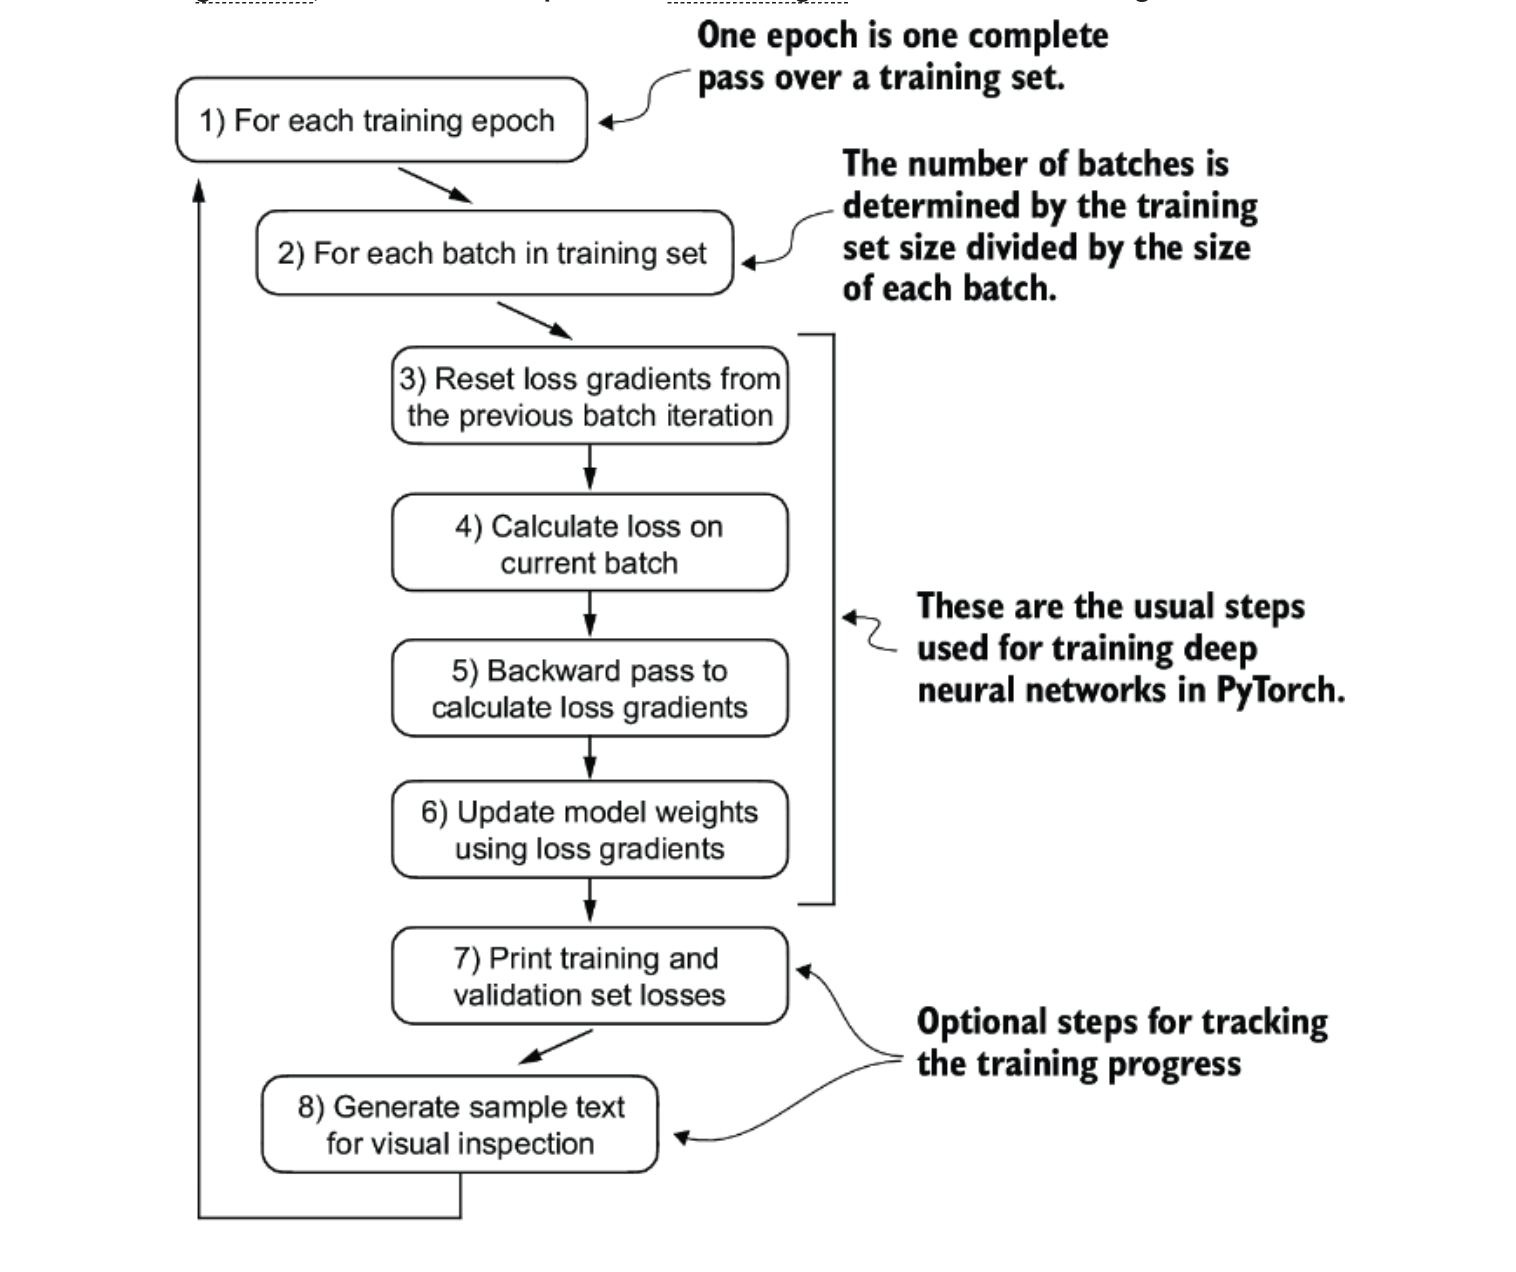 One epoch is one complete
pass over a training set.
1) For each training epoch
The number of batches is
determined by the training
set size divided by the size
of each batch.
2) For each batch in training set
3) Reset loss gradients from
the previous batch iteration
4) Calculate loss on
current batch
5) Backward pass to
calculate loss gradients
6) Update model weights
using loss gradients
These are the usual steps
used for training deep
neural networks in PyTorch.
7) Print training and
validation set losses
8) Generate sample text
for visual inspection
Optional steps for tracking
the training progress